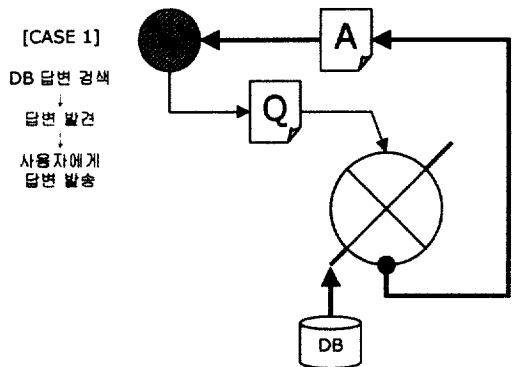 [CASE 1]
DB 답변 검색
↓
답변 발견
↓
사용자에게
답변 발송
A
Q
DB